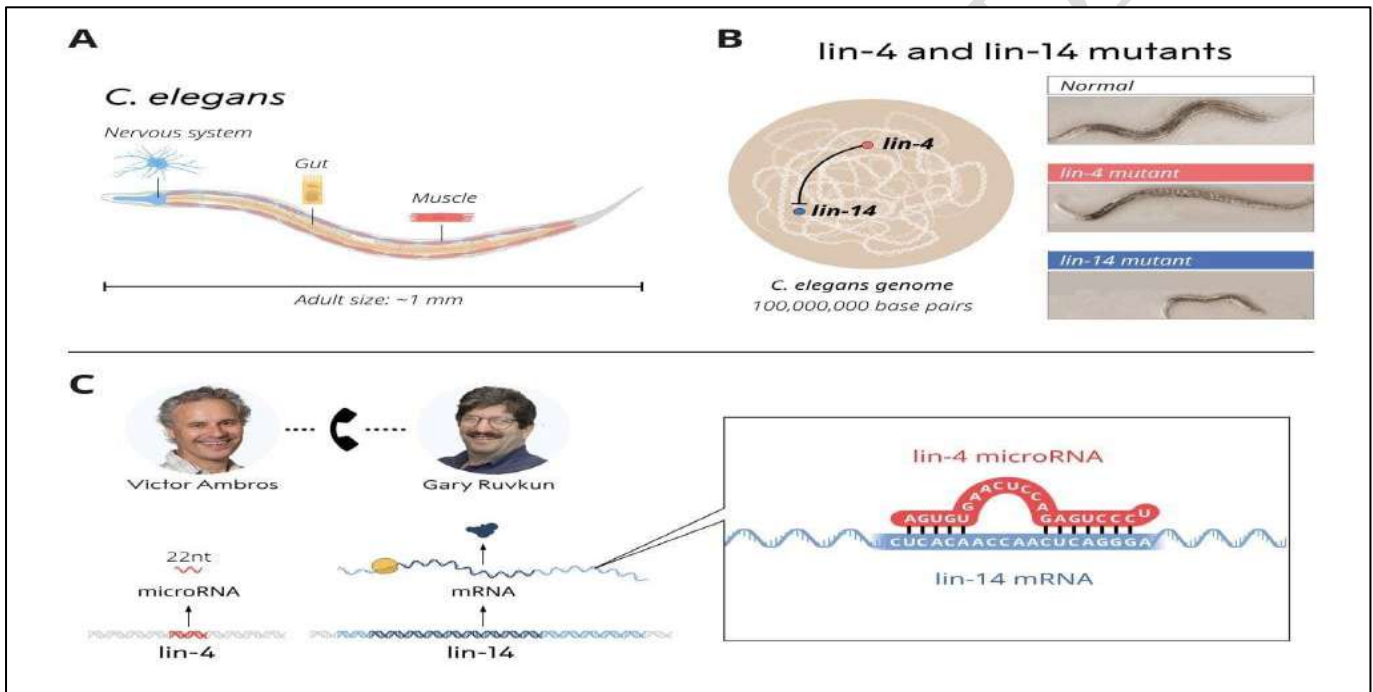 A
C. elegans
Nervous system
Gut
Muscle
Adult size: ~1 mm
B
lin-4 and lin-14 mutants
lin-4
lin-14
C. elegans genome
100,000,000 base pairs
Normal
lin-4 mutant
lin-14 mutant
C
Victor Ambros
Gary Ruvkun
22nt
microRNA
lin-4
mRNA
lin-14
lin-4 microRNA
AGUGUGAACUCCAGAGUCCCU
CUCACAACCAACUCAGGGA
lin-14 mRNA